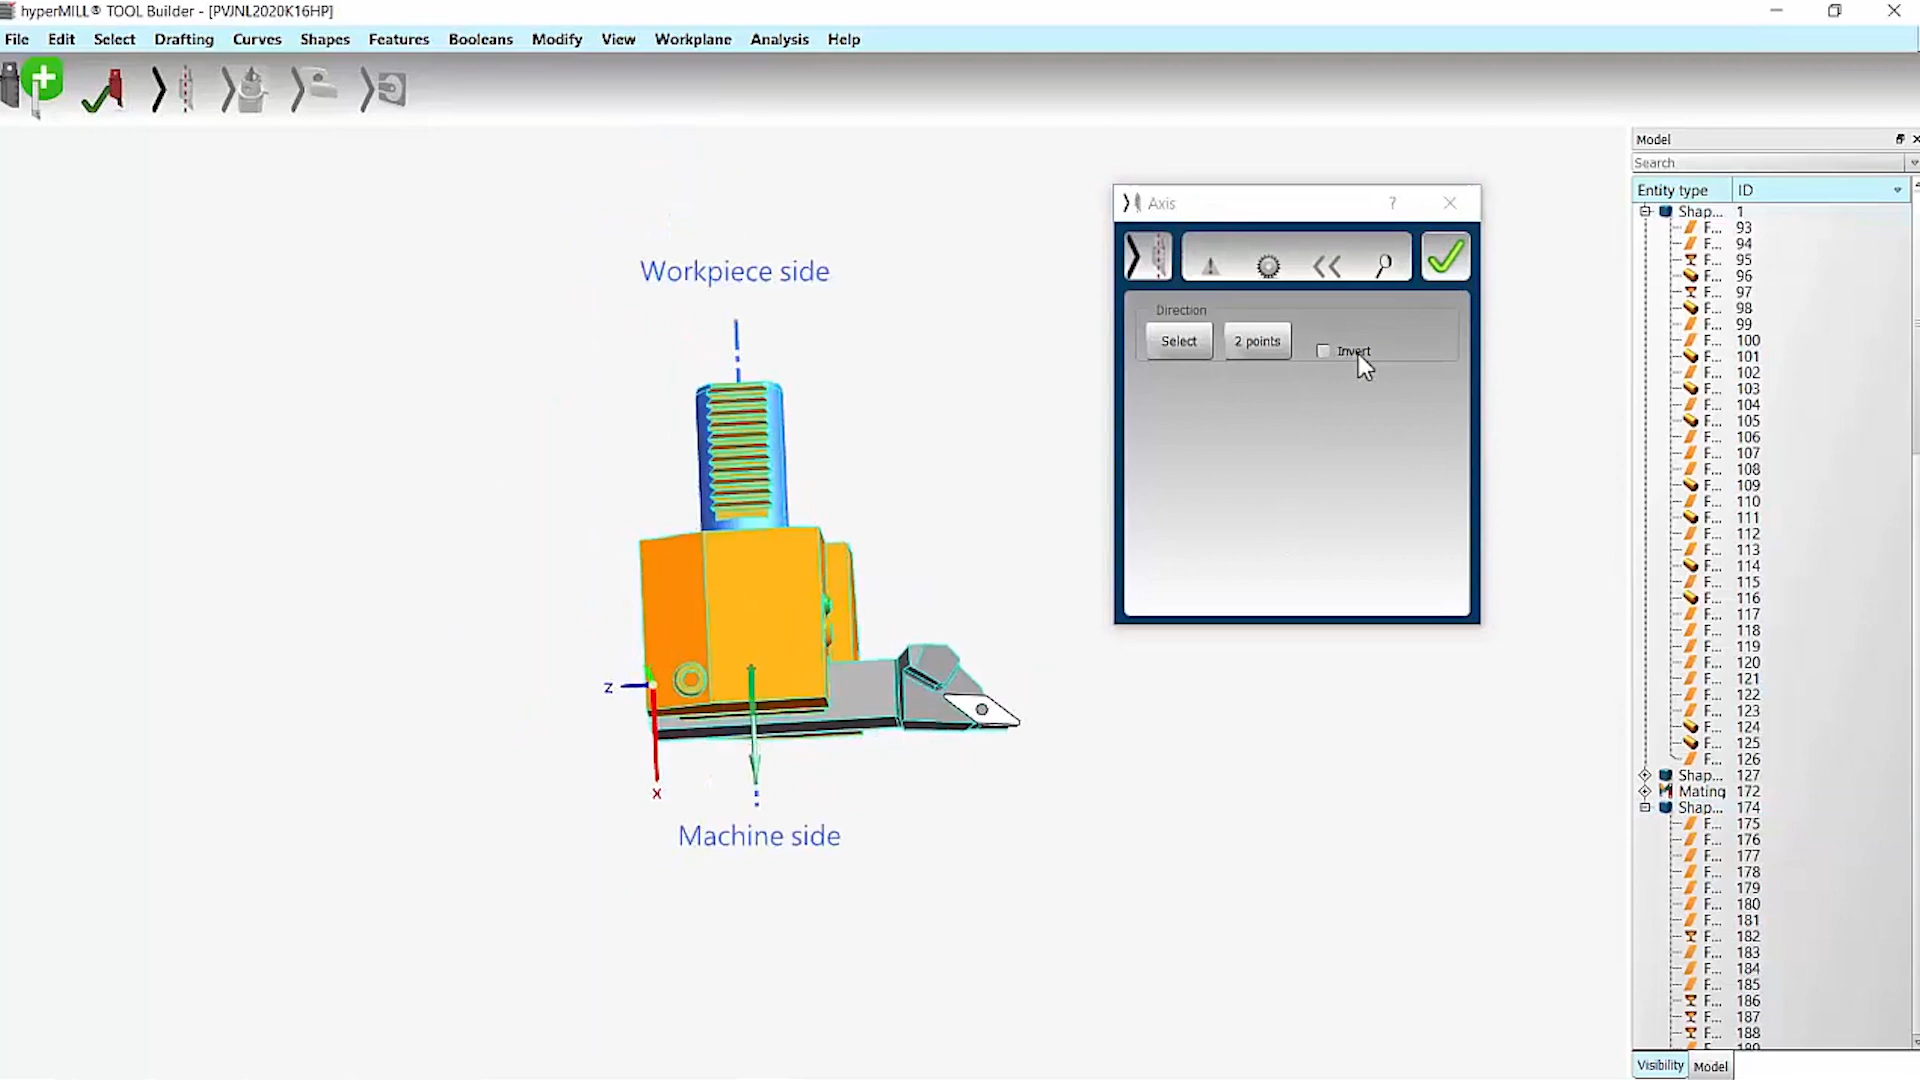 hyperMILL® TOOL Builder - [PVJNL2020K16HP]
File Edit Select Drafting Curves Shapes Features Booleans Modify View Workplane Analysis Help
Model
Search
Entity type ID
Shap... 1
F... 93
F... 94
F... 95
F... 96
F... 97
F... 98
F... 99
F... 100
F... 101
F... 102
F... 103
F... 104
F... 105
F... 106
F... 107
F... 108
F... 109
F... 110
F... 111
F... 112
F... 113
F... 114
F... 115
F... 116
F... 117
F... 118
F... 119
F... 120
F... 121
F... 122
F... 123
F... 124
F... 125
F... 126
Shap... 127
Mating 172
Shap... 174
F... 175
F... 176
F... 177
F... 178
F... 179
F... 180
F... 181
F... 182
F... 183
F... 184
F... 185
F... 186
F... 187
F... 188
F... 189
Visibility Model
Axis ?
Direction
Select 2 points Invert
Workpiece side
z
x
Machine side